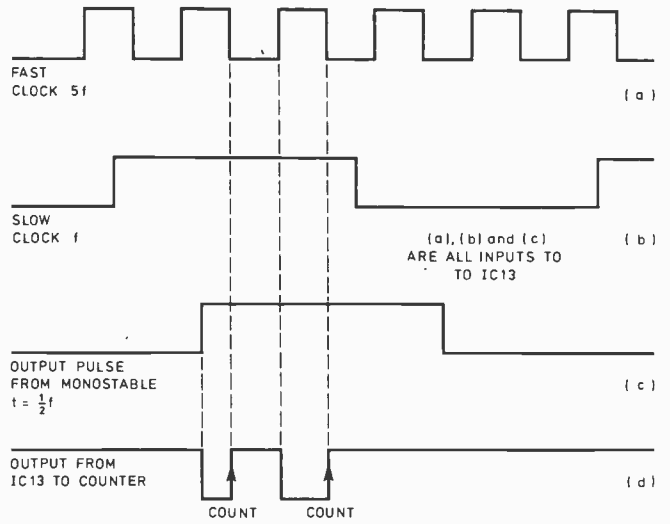 FAST
CLOCK 5f
(a)
SLOW
CLOCK f
(a), (b) and (c)
ARE ALL INPUTS TO
TO IC13
(b)
OUTPUT PULSE
FROM MONOSTABLE
t = ½f
(c)
OUTPUT FROM
IC13 TO COUNTER
(d)
COUNT COUNT